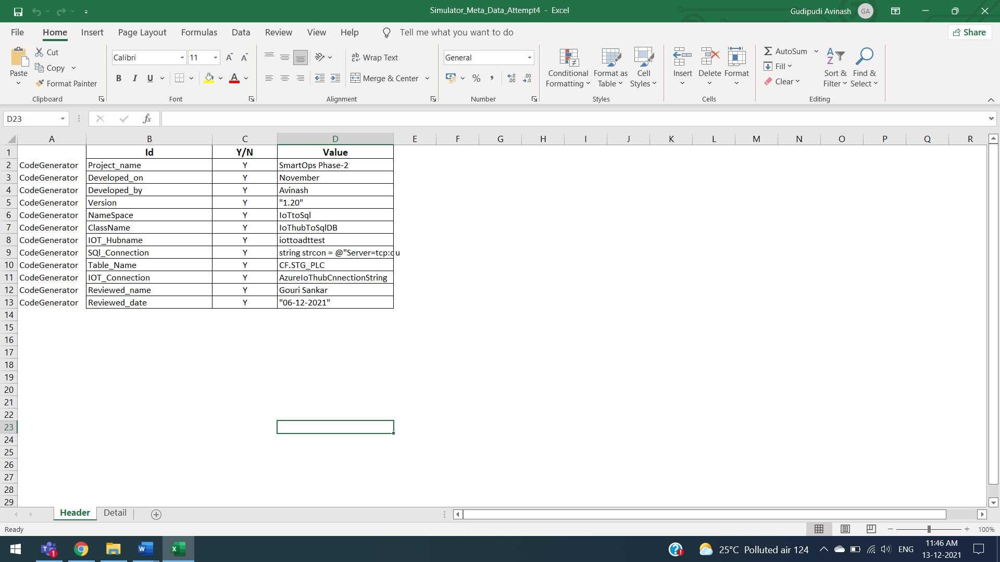 Simulator_Meta_Data_Attempt4 - Excel
Gudipudi Avinash GA
File Home Insert Page Layout Formulas Data Review View Help Tell me what you want to do Share
Paste
Cut
Copy
Format Painter
Clipboard
Calibri 11
B I U
Font
Wrap Text
Merge & Center
Alignment
General
Number
Conditional Formatting
Format as Table
Cell Styles
Styles
Insert Delete Format
Cells
AutoSum
Fill
Clear
Sort & Filter
Find & Select
Editing
D23 fx
A B C D E F G H I J K L M N O P Q R
1 Id Y/N Value
2 CodeGenerator Project_name Y SmartOps Phase-2
3 CodeGenerator Developed_on Y November
4 CodeGenerator Developed_by Y Avinash
5 CodeGenerator Version Y "1.20"
6 CodeGenerator NameSpace Y IoTtoSql
7 CodeGenerator ClassName Y IoThubToSqlDB
8 CodeGenerator IOT_Hubname Y iottoadttest
9 CodeGenerator SQl_Connection Y string strcon = @"Server=tcp:cu
10 CodeGenerator Table_Name Y CF.STG_PLC
11 CodeGenerator IOT_Connection Y AzureIoThubCnnectionString
12 CodeGenerator Reviewed_name Y Gouri Sankar
13 CodeGenerator Reviewed_date Y "06-12-2021"
14
15
16
17
18
19
20
21
22
23
24
25
26
27
28
29
Header Detail
Ready 100%
1 25°C Polluted air 124 ENG 11:46 AM
13-12-2021